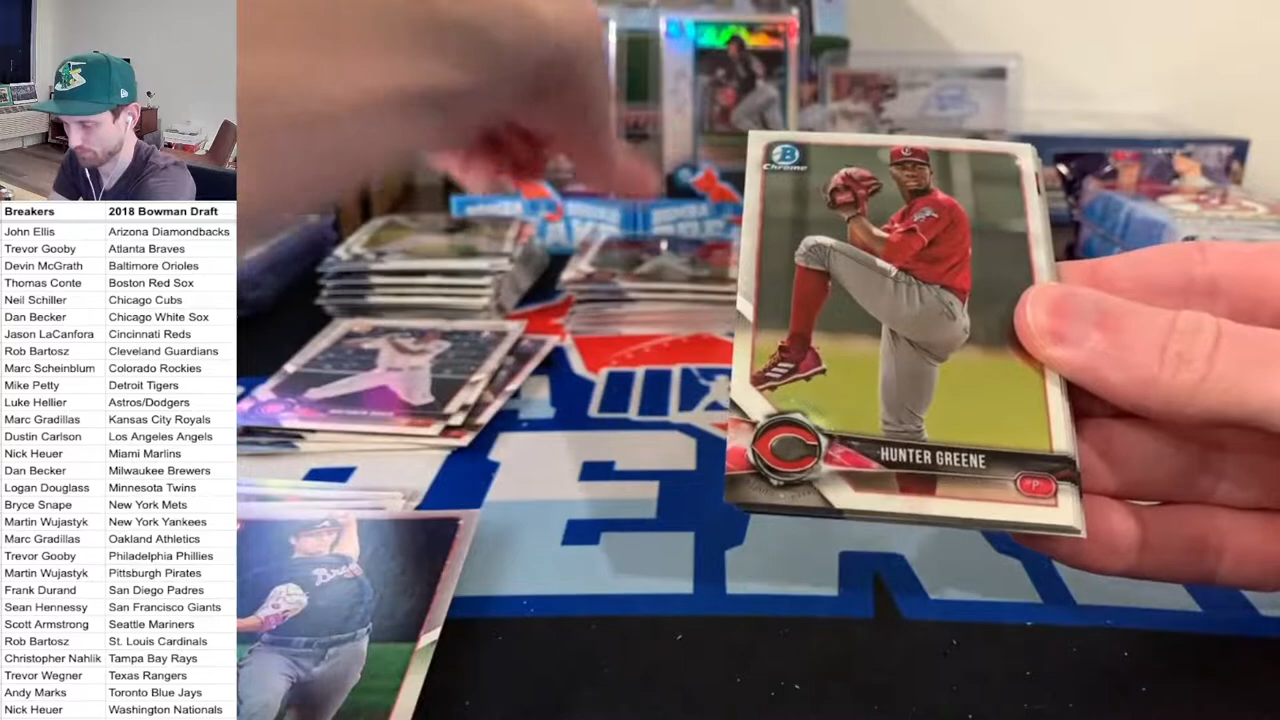 Breakers 2018 Bowman Draft
John Ellis Arizona Diamondbacks
Trevor Gooby Atlanta Braves
Devin McGrath Baltimore Orioles
Thomas Conte Boston Red Sox
Neil Schiller Chicago Cubs
Dan Becker Chicago White Sox
Jason LaCanfora Cincinnati Reds
Rob Bartosz Cleveland Guardians
Marc Scheinblum Colorado Rockies
Mike Petty Detroit Tigers
Luke Hellier Astros/Dodgers
Marc Gradillas Kansas City Royals
Dustin Carlson Los Angeles Angels
Nick Heuer Miami Marlins
Dan Becker Milwaukee Brewers
Logan Douglass Minnesota Twins
Bryce Snape New York Mets
Martin Wujastyk New York Yankees
Marc Gradillas Oakland Athletics
Trevor Gooby Philadelphia Phillies
Martin Wujastyk Pittsburgh Pirates
Frank Durand San Diego Padres
Sean Hennessy San Francisco Giants
Scott Armstrong Seattle Mariners
Rob Bartosz St. Louis Cardinals
Christopher Nahlik Tampa Bay Rays
Trevor Wegner Texas Rangers
Andy Marks Toronto Blue Jays
Nick Heuer Washington Nationals
B
Chrome
C
HUNTER GREENE
P